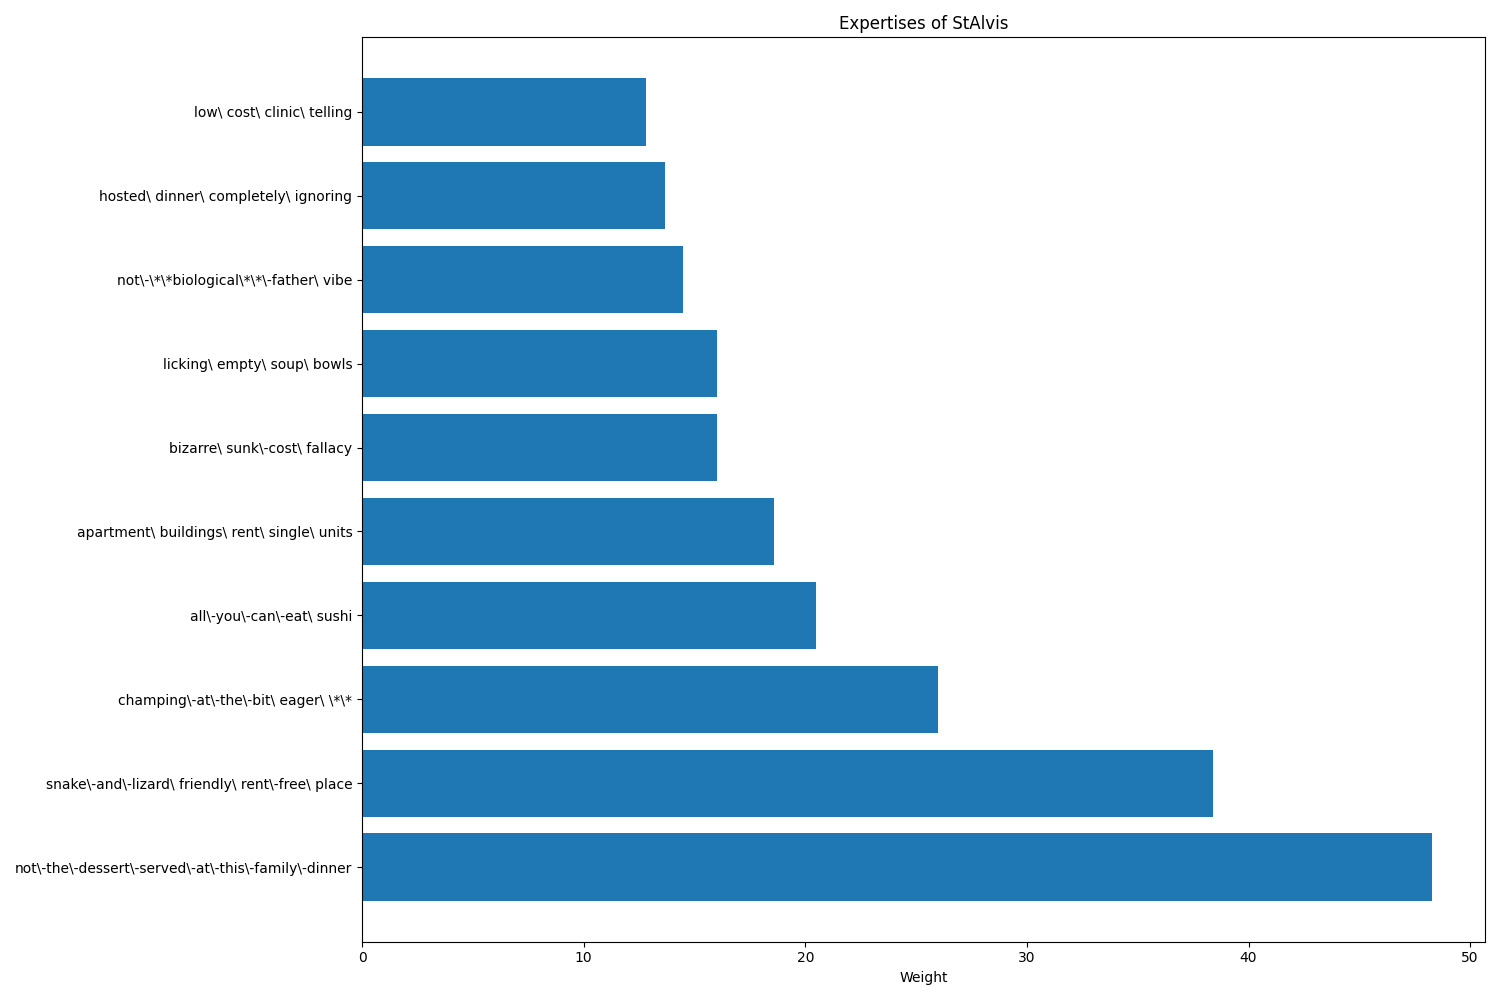 Expertises of StAlvis
low\ cost\ clinic\ telling
hosted\ dinner\ completely\ ignoring
not\-\*\*biological\*\*\-father\ vibe
licking\ empty\ soup\ bowls
bizarre\ sunk\-cost\ fallacy
apartment\ buildings\ rent\ single\ units
all\-you\-can\-eat\ sushi
champing\-at\-the\-bit\ eager\ \*\*
snake\-and\-lizard\ friendly\ rent\-free\ place
not\-the\-dessert\-served\-at\-this\-family\-dinner
0 10 20 30 40 50
Weight